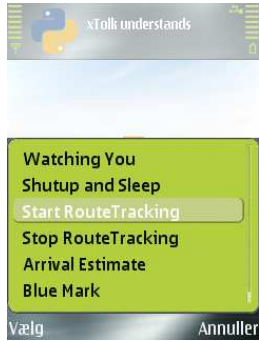 xTolk understands
Watching You
Shutup and Sleep
Start RouteTracking
Stop RouteTracking
Arrival Estimate
Blue Mark
Vælg Annuller